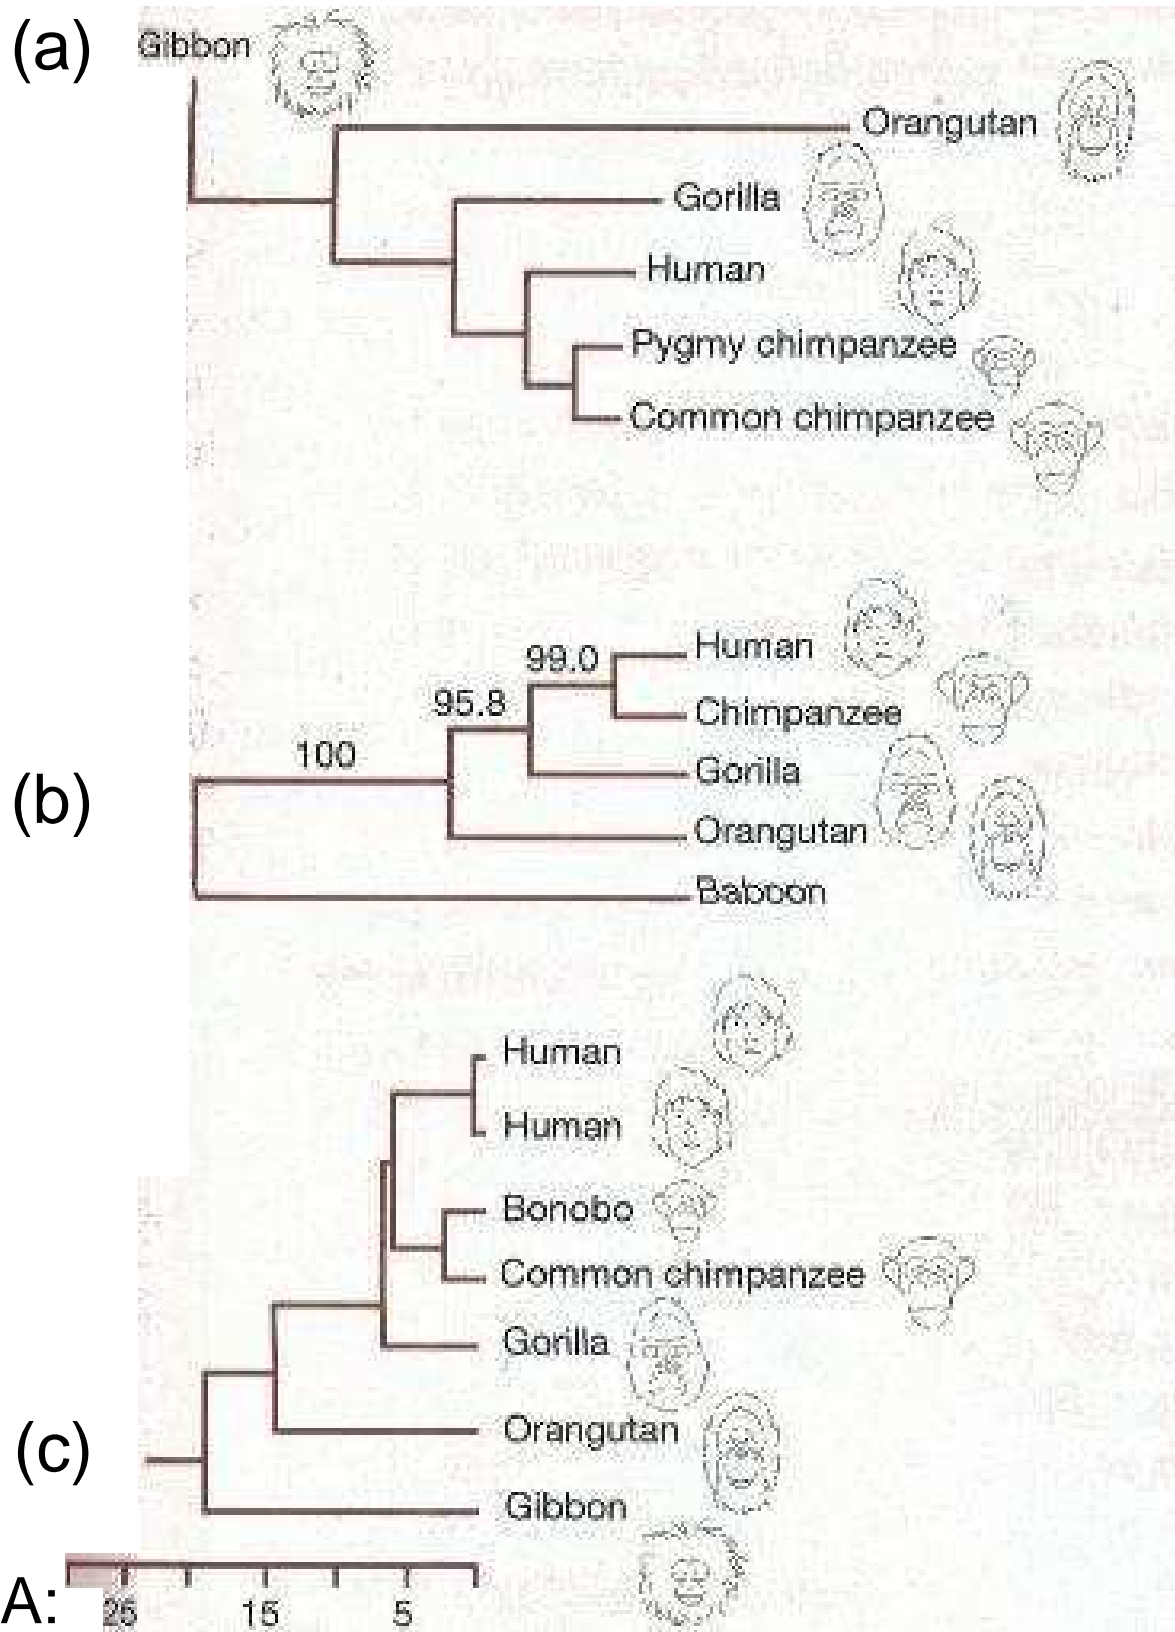 (a)
Gibbon
Orangutan
Gorilla
Human
Pygmy chimpanzee
Common chimpanzee
(b)
99.0
Human
95.8
Chimpanzee
100
Gorilla
Orangutan
Baboon
(c)
Human
Human
Bonobo
Common chimpanzee
Gorilla
Orangutan
Gibbon
A:
25 15 5